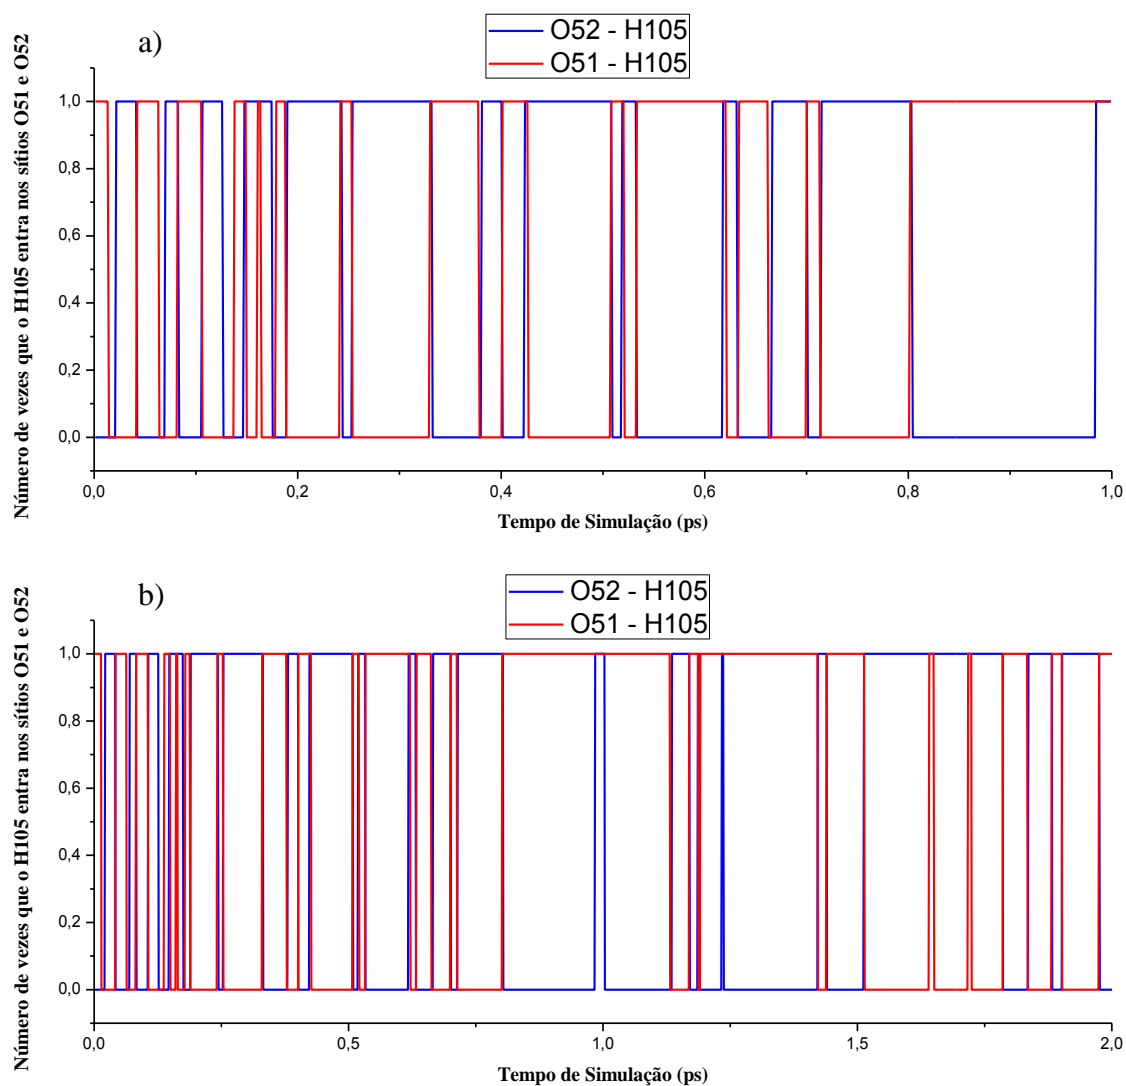 a)
O52 - H105
O51 - H105
Número de vezes que o H105 entra nos sítios O51 e O52
1,0
0,8
0,6
0,4
0,2
0,0
0,0 0,2 0,4 0,6 0,8 1,0
Tempo de Simulação (ps)
b)
O52 - H105
O51 - H105
Número de vezes que o H105 entra nos sítios O51 e O52
1,0
0,8
0,6
0,4
0,2
0,0
0,0 0,5 1,0 1,5 2,0
Tempo de Simulação (ps)